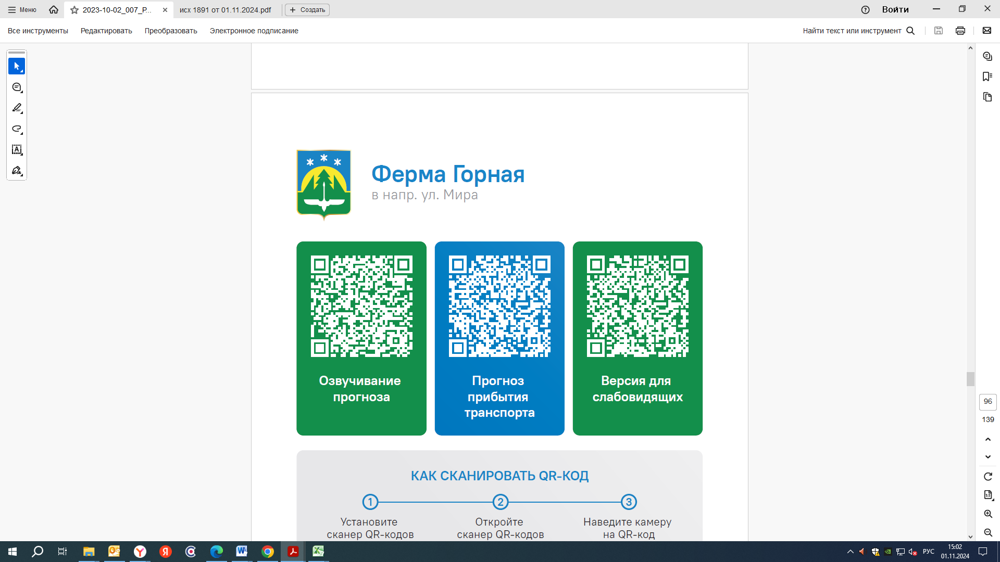 Меню
2023-10-02_007_P...
исх 1891 от 01.11.2024.pdf
Создать
Войти
Все инструменты
Редактировать
Преобразовать
Электронное подписание
Найти текст или инструмент
Ферма Горная
в напр. ул. Мира
Озвучивание
прогноза
Прогноз
прибытия
транспорта
Версия для
слабовидящих
КАК СКАНИРОВАТЬ QR-КОД
1
2
3
Установите
сканер QR-кодов
Откройте
сканер QR-кодов
Наведите камеру
на QR-код
96
139
РУС
15:02
01.11.2024